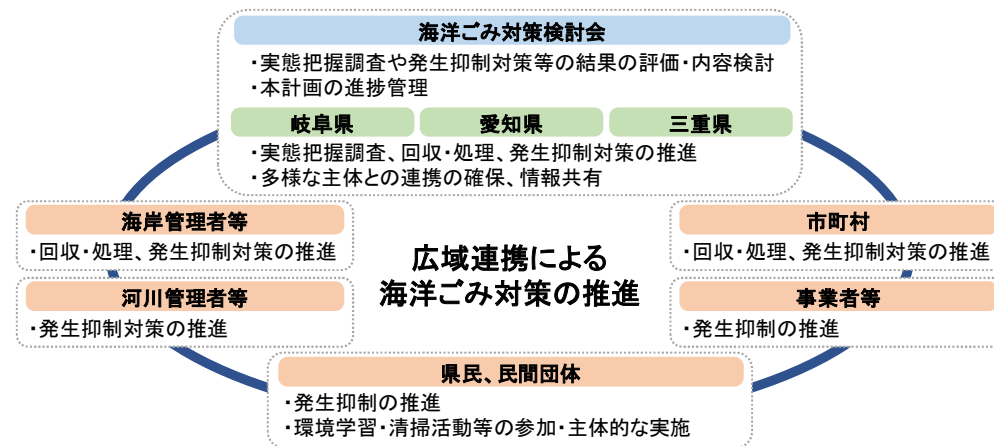 海洋ごみ対策検討会
・実態把握調査や発生抑制対策等の結果の評価・内容検討
・本計画の進捗管理
岐阜県
愛知県
三重県
・実態把握調査、回収・処理、発生抑制対策の推進
・多様な主体との連携の確保、情報共有
海岸管理者等
・回収・処理、発生抑制対策の推進
河川管理者等
・発生抑制対策の推進
広域連携による
海洋ごみ対策の推進
市町村
・回収・処理、発生抑制対策の推進
事業者等
・発生抑制の推進
県民、民間団体
・発生抑制の推進
・環境学習・清掃活動等の参加・主体的な実施